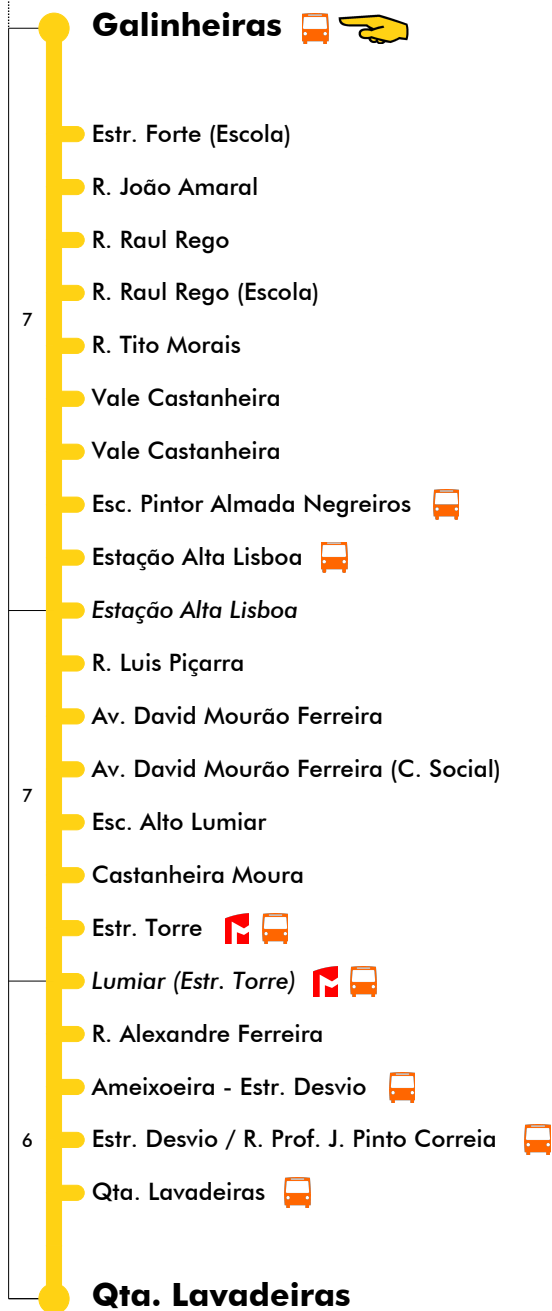 Galinheiras
Estr. Forte (Escola)
R. João Amaral
R. Raul Rego
R. Raul Rego (Escola)
7
R. Tito Morais
Vale Castanheira
Vale Castanheira
Esc. Pintor Almada Negreiros
Estação Alta Lisboa
Estação Alta Lisboa
R. Luis Piçarra
Av. David Mourão Ferreira
Av. David Mourão Ferreira (C. Social)
7
Esc. Alto Lumiar
Castanheira Moura
Estr. Torre
Lumiar (Estr. Torre)
R. Alexandre Ferreira
Ameixoeira - Estr. Desvio
6 Estr. Desvio / R. Prof. J. Pinto Correia
Qta. Lavadeiras
Qta. Lavadeiras